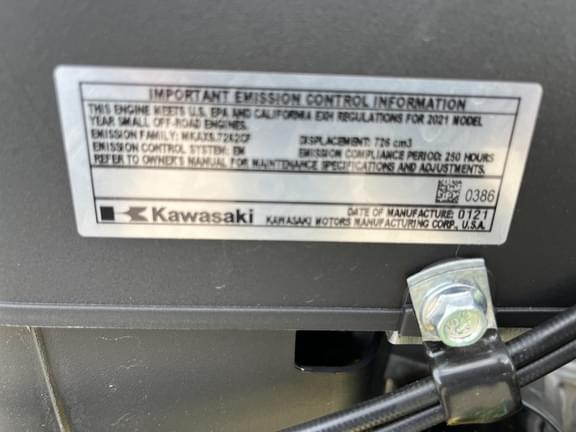 IMPORTANT EMISSION CONTROL INFORMATION
THIS ENGINE MEETS U.S. EPA AND CALIFORNIA EXH REGULATIONS FOR 2021 MODEL
YEAR SMALL OFF-ROAD ENGINES.
EMISSION FAMILY: MKAXS.7262CF DISPLACEMENT: 726 cm3
EMISSION CONTROL SYSTEM: EM EMISSION COMPLIANCE PERIOD: 250 HOURS
REFER TO OWNER'S MANUAL FOR MAINTENANCE SPECIFICATIONS AND ADJUSTMENTS.
0386
Kawasaki DATE OF MANUFACTURE: 0121
KAWASAKI MOTORS MANUFACTURING CORP., U.S.A.